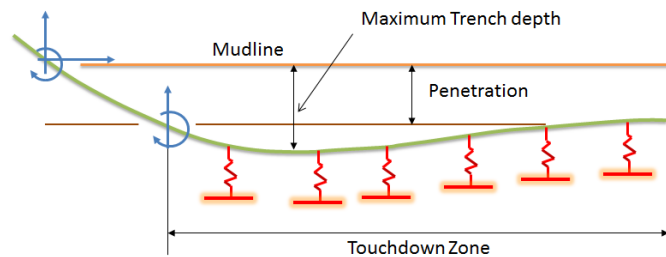 Maximum Trench depth
Mudline
Penetration
Touchdown Zone